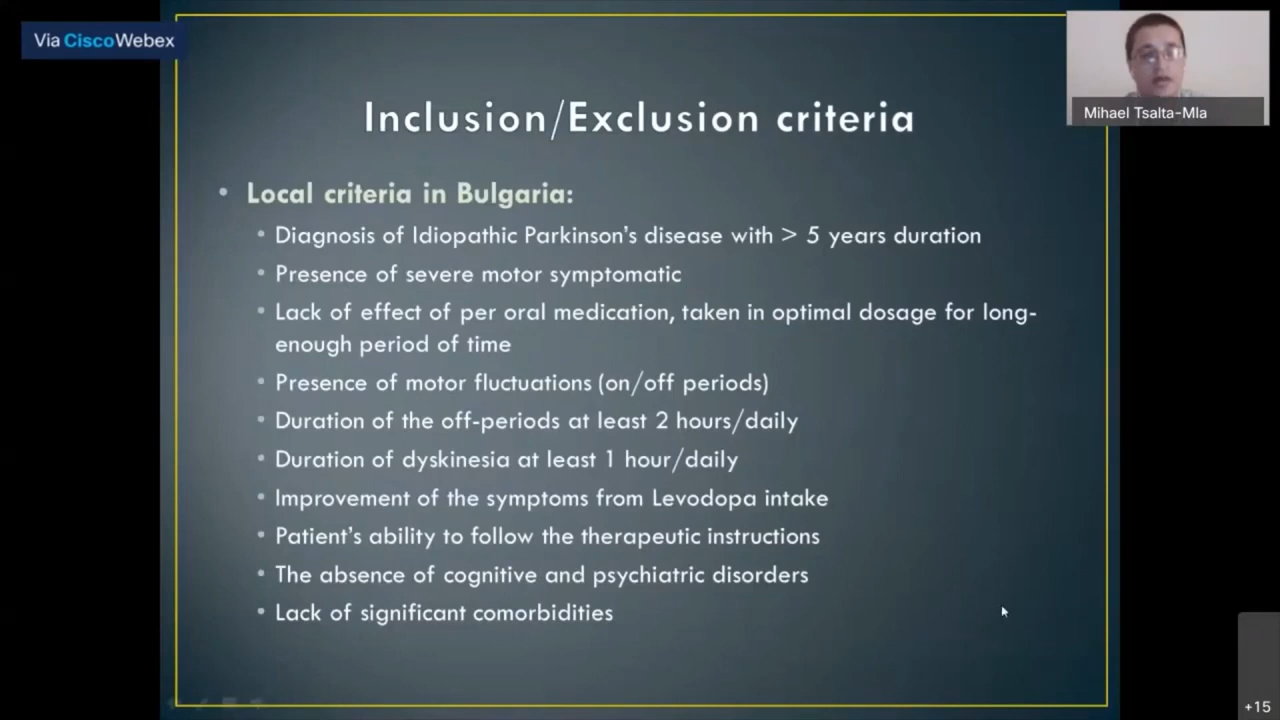 Via Cisco Webex
Mihael Tsalta-Mla
Inclusion/Exclusion criteria
• Local criteria in Bulgaria:
• Diagnosis of Idiopathic Parkinson's disease with > 5 years duration
• Presence of severe motor symptomatic
• Lack of effect of per oral medication, taken in optimal dosage for long-
enough period of time
• Presence of motor fluctuations (on/off periods)
• Duration of the off-periods at least 2 hours/daily
• Duration of dyskinesia at least 1 hour/daily
• Improvement of the symptoms from Levodopa intake
• Patient's ability to follow the therapeutic instructions
• The absence of cognitive and psychiatric disorders
• Lack of significant comorbidities
+15